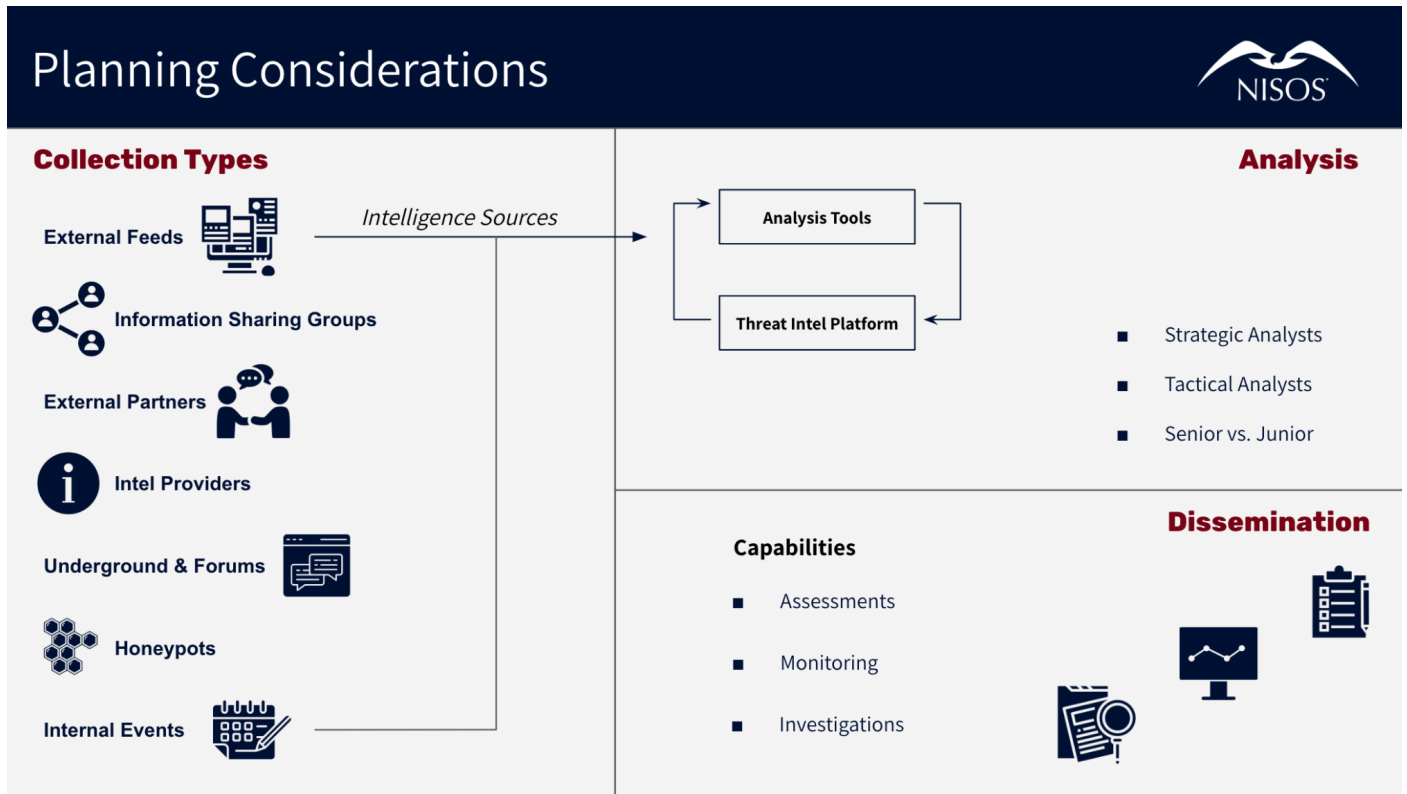 Planning Considerations
NISOS
Collection Types
External Feeds
Intelligence Sources
Information Sharing Groups
External Partners
Intel Providers
Underground & Forums
Honeypots
Internal Events
Analysis
Analysis Tools
Threat Intel Platform
Strategic Analysts
Tactical Analysts
Senior vs. Junior
Dissemination
Capabilities
Assessments
Monitoring
Investigations